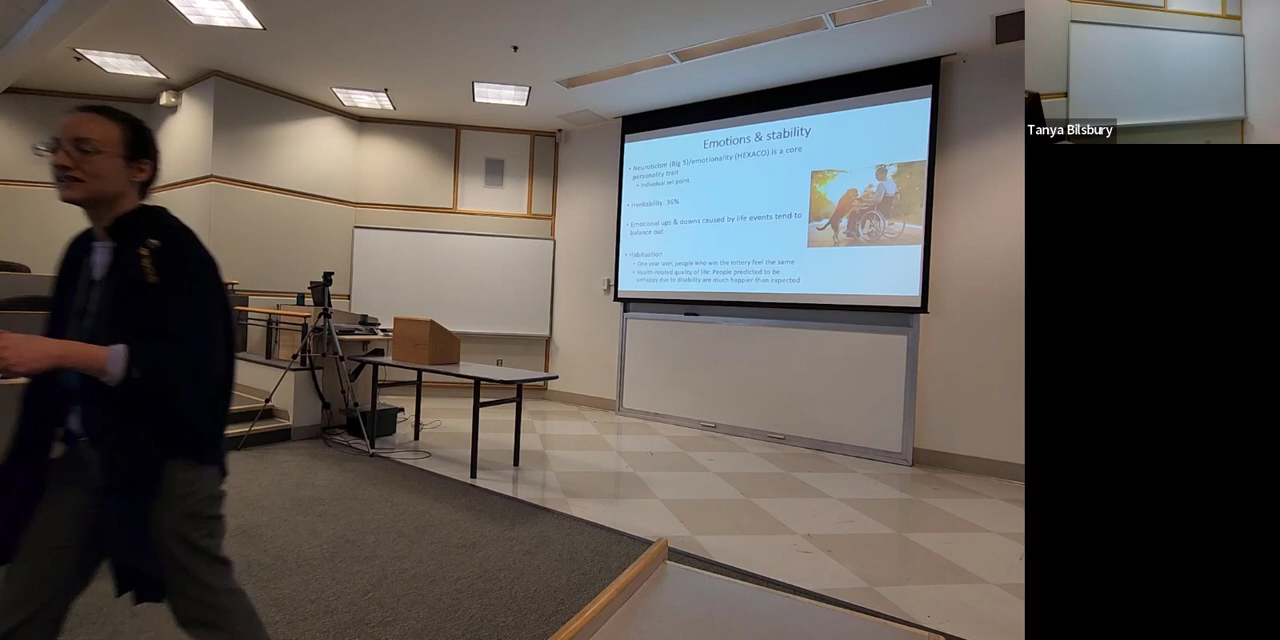 Emotions & stability
• Neuroticism (Big 5)/emotionality (HEXACO) is a core
personality trait
• Individual set point
• Heritability: 36%
• Emotional ups & downs caused by life events tend to
balance out
• Habituation
• One year later, people who win the lottery feel the same
• Health-related quality of life: People predicted to be
unhappy due to disability are much happier than expected
Tanya Bilsbury